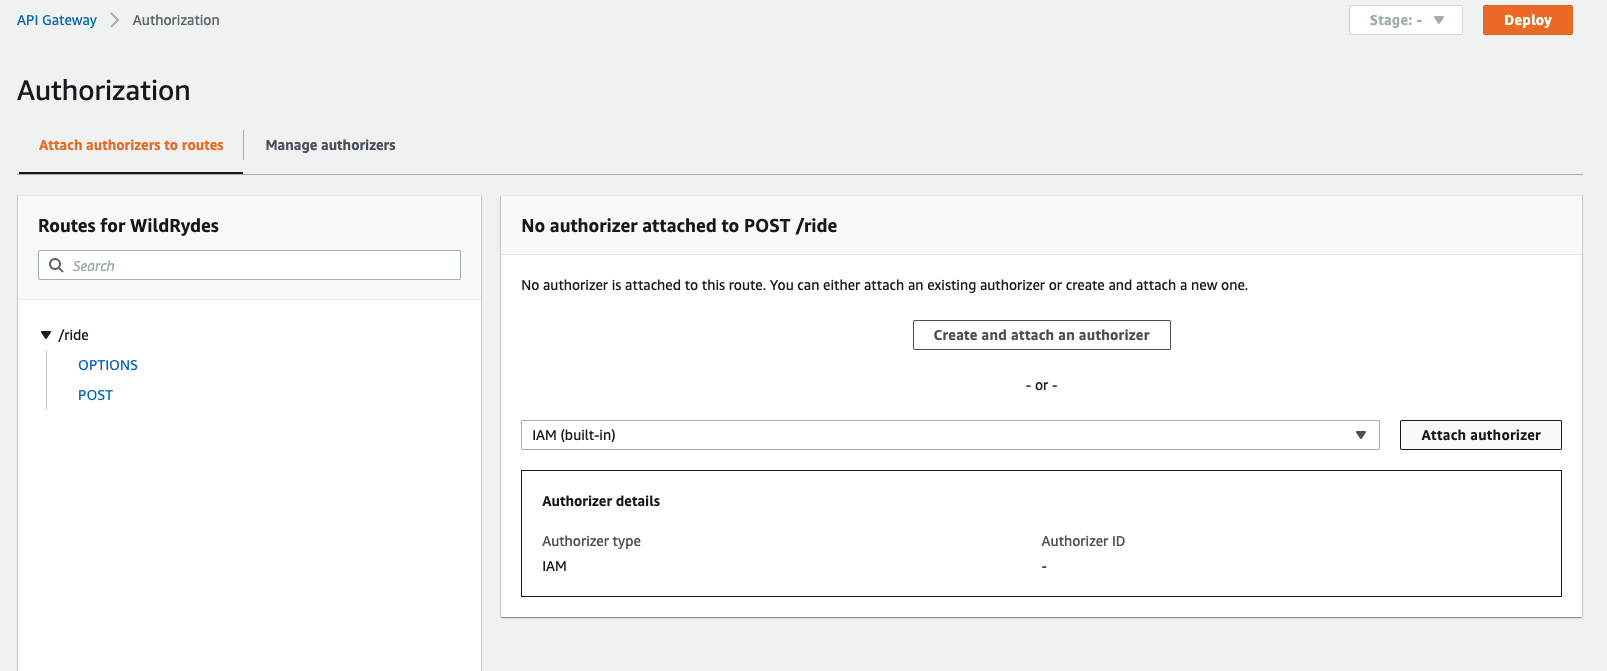 API Gateway > Authorization
Stage: -
Deploy
Authorization
Attach authorizers to routes
Manage authorizers
Routes for WildRydes
Search
/ride
OPTIONS
POST
No authorizer attached to POST /ride
No authorizer is attached to this route. You can either attach an existing authorizer or create and attach a new one.
Create and attach an authorizer
- or -
IAM (built-in)
Attach authorizer
Authorizer details
Authorizer type
IAM
Authorizer ID
-